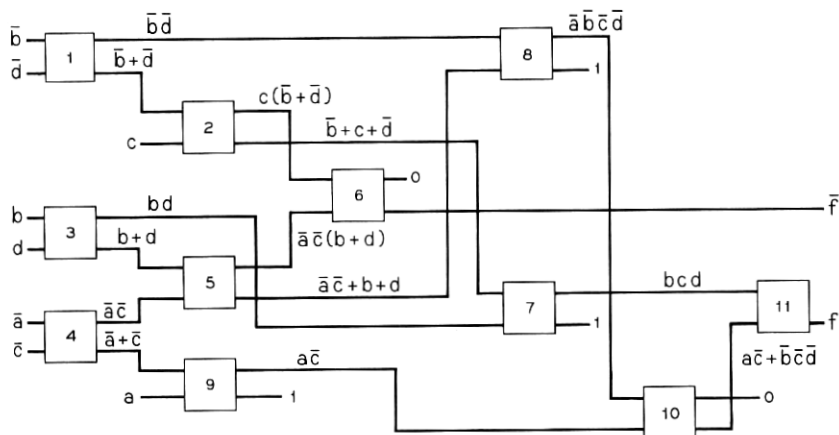 b̄
d̄
1
b̄d̄
b̄+d̄
8
āb̄c̄d̄
1
c
2
c(b̄+d̄)
b̄+c+d̄
6
0
f̄
b
d
3
bd
b+d
5
āc̄(b+d)
āc̄+b+d
7
1
bcd
11
f
ā
c̄
4
āc̄
ā+c̄
a
9
1
ac̄
10
0
ac̄+b̄c̄d̄